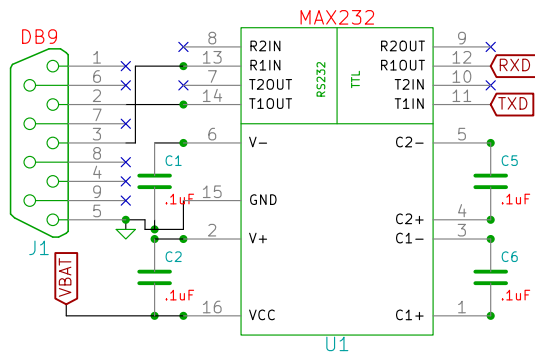 MAX232
DB9
1
6
2
7
3
8
4
9
5
J1
8 R2IN
13 R1IN
7 T2OUT
14 T1OUT
RS232
TTL
R2OUT 9
R1OUT 12
T2IN 10
T1IN 11
RXD
TXD
6 V-
15 GND
2 V+
16 VCC
C2- 5
C2+ 4
C1- 3
C1+ 1
C1
.1uF
C2
.1uF
C5
.1uF
C6
.1uF
VBAT
U1